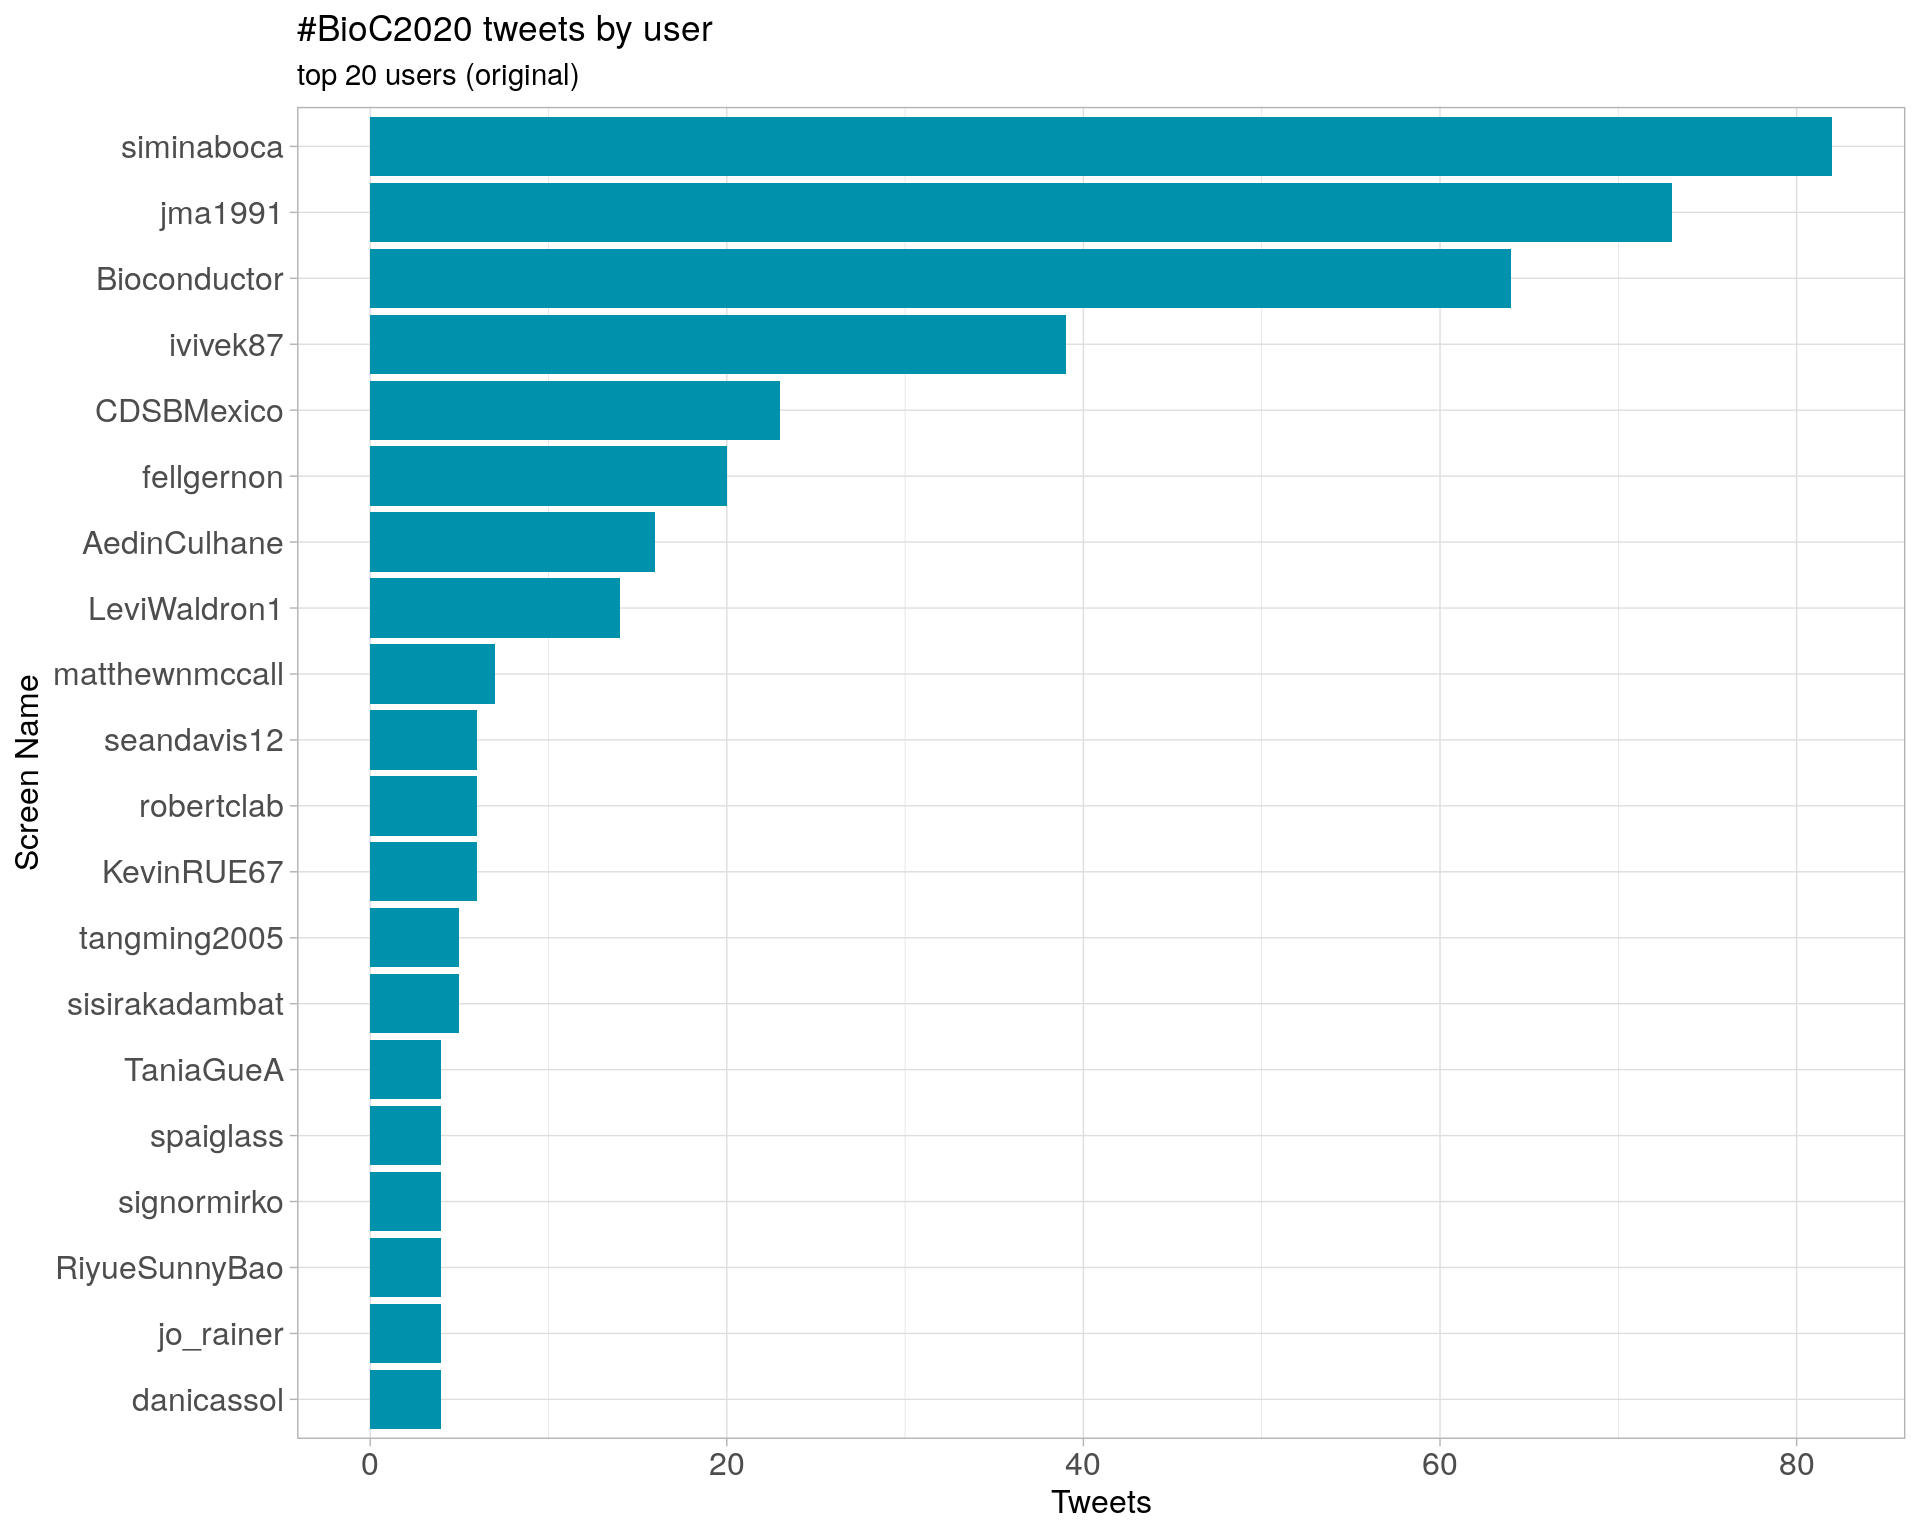 #BioC2020 tweets by user
top 20 users (original)
siminaboca
jma1991
Bioconductor
ivivek87
CDSBMexico
fellgernon
AedinCulhane
LeviWaldron1
matthewnmccall
seandavis12
robertclab
KevinRUE67
tangming2005
sisirakadambat
TaniaGueA
spaiglass
signormirko
RiyueSunnyBao
jo_rainer
danicassol
Screen Name
0 20 40 60 80
Tweets